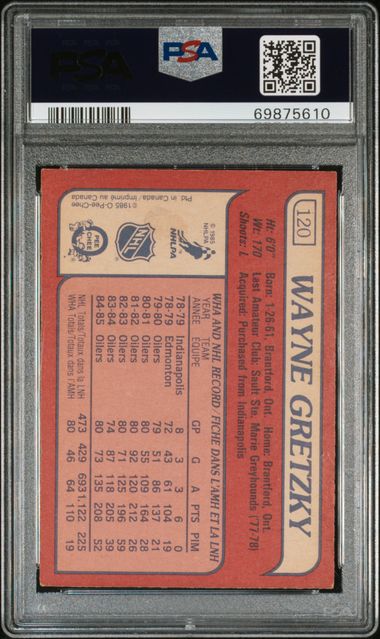 PSA
PSA
69875610
120
WAYNE GRETZKY
Ht: 6'0" Born: 1-26-61, Brantford, Ont. Home: Brantford, Ont.
Wt: 170 Last Amateur Club: Sault Ste. Marie Greyhounds ('77-78)
Shoots: L Acquired: Purchased from Indianapolis
WHA AND NHL RECORD/FICHE DANS L'AMH ET LA LNH
YEAR TEAM
ANNÉE ÉQUIPE GP G A PTS PIM
78-79 Indianapolis 8 3 3 6 0
78-79 Edmonton 72 43 61 104 19
79-80 Oilers 79 51 86 137 21
80-81 Oilers 80 55 109 164 28
81-82 Oilers 80 92 120 212 26
82-83 Oilers 80 71 125 196 59
83-84 Oilers 74 87 118 205 39
84-85 Oilers 80 73 135 208 52
NHL Totals/Totaux dans la LNH 473 429 693 1,122 225
WHA Totals/Totaux dans l'AMH 80 46 64 110 19
© 1985
NHLPA
NHL
O
PEE
CHEE
©1985 O-Pee-Chee
Ptd. in Canada/Imprimé au Canada